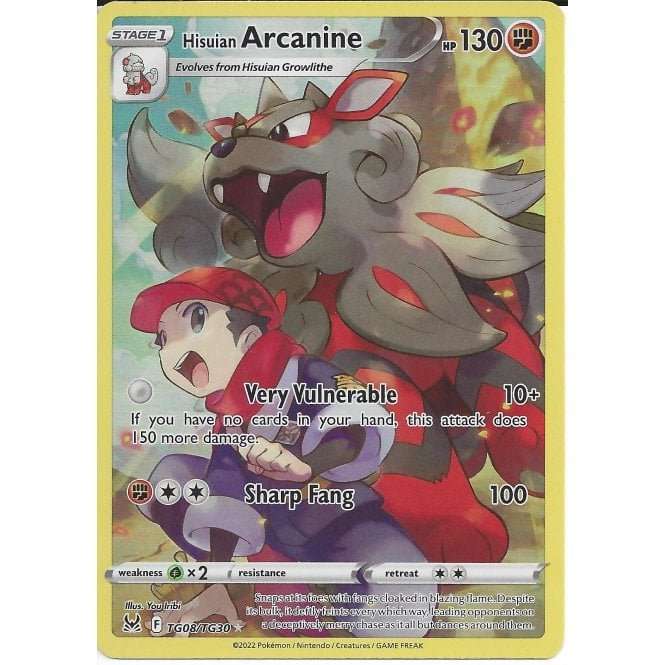 STAGE 1
Hisuian Arcanine
HP 130
Evolves from Hisuian Growlithe
Very Vulnerable 10+
If you have no cards in your hand, this attack does
150 more damage.
Sharp Fang 100
weakness ×2 resistance retreat
Illus. You Iribi
Snaps at its foes with fangs cloaked in blazing flame. Despite
its bulk, it deftly feints every which way, leading opponents on
a deceptively merry chase as it all but dances around them.
F TG08/TG30
©2022 Pokémon / Nintendo / Creatures / GAME FREAK